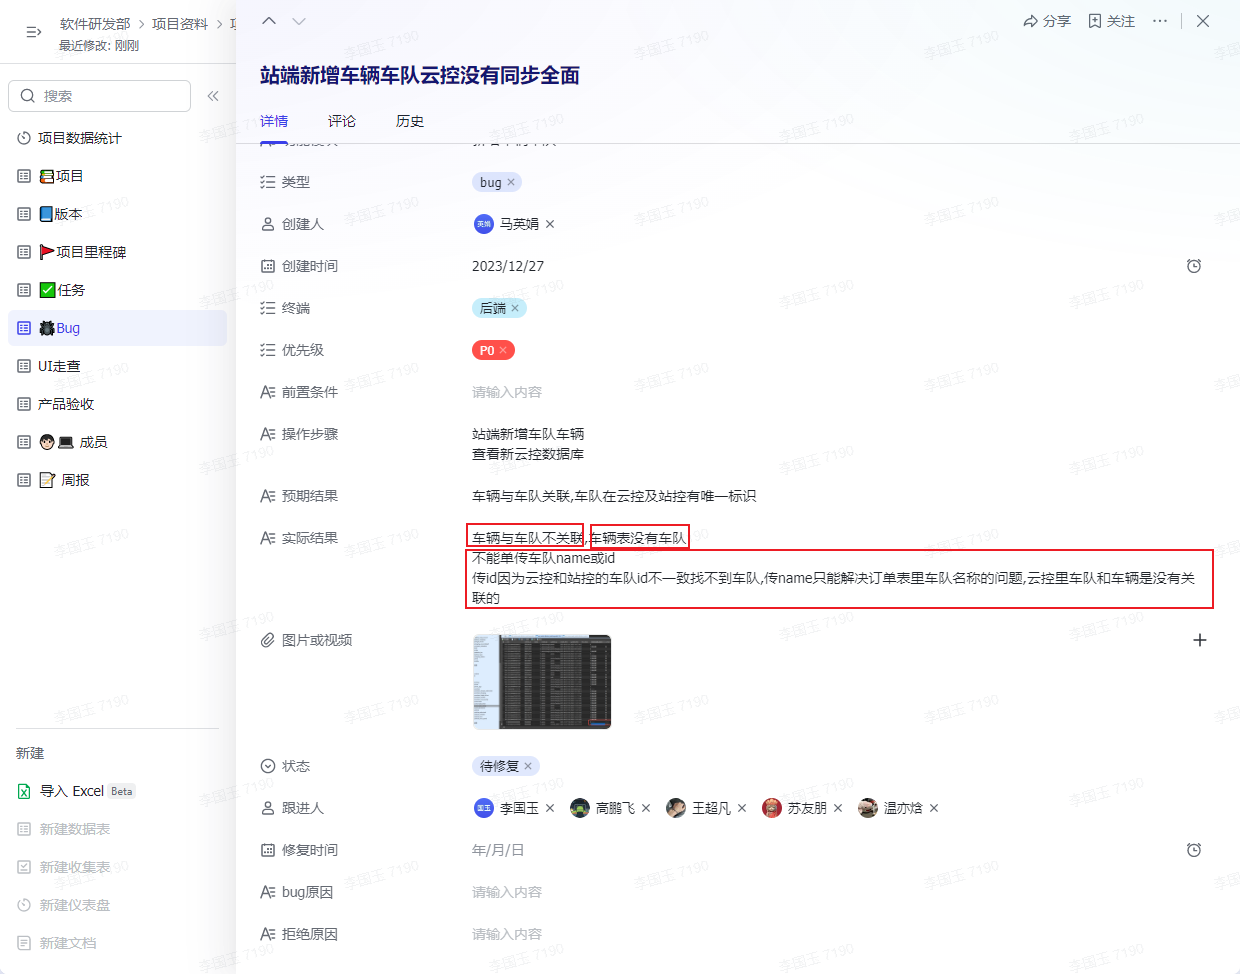 软件研发部 > 项目资料 >
最近修改: 刚刚
搜索
项目数据统计
项目
版本
项目里程碑
任务
Bug
UI走查
产品验收
成员
周报
新建
导入 Excel Beta
新建数据表
新建收集表
新建仪表盘
新建文档
分享 关注
站端新增车辆车队云控没有同步全面
详情 评论 历史
类型 bug
创建人 英娟 马英娟
创建时间 2023/12/27
终端 后端
优先级 P0
前置条件 请输入内容
操作步骤 站端新增车队车辆
查看新云控数据库
预期结果 车辆与车队关联,车队在云控及站控有唯一标识
实际结果 车辆与车队不关联,车辆表没有车队
不能单传车队name或id
传id因为云控和站控的车队id不一致找不到车队,传name只能解决订单表里车队名称的问题,云控里车队和车辆是没有关
联的
图片或视频
状态 待修复
跟进人 国玉 李国玉 高鹏飞 王超凡 苏友朋 温亦焓
修复时间 年/月/日
bug原因 请输入内容
拒绝原因 请输入内容
李国玉 7190